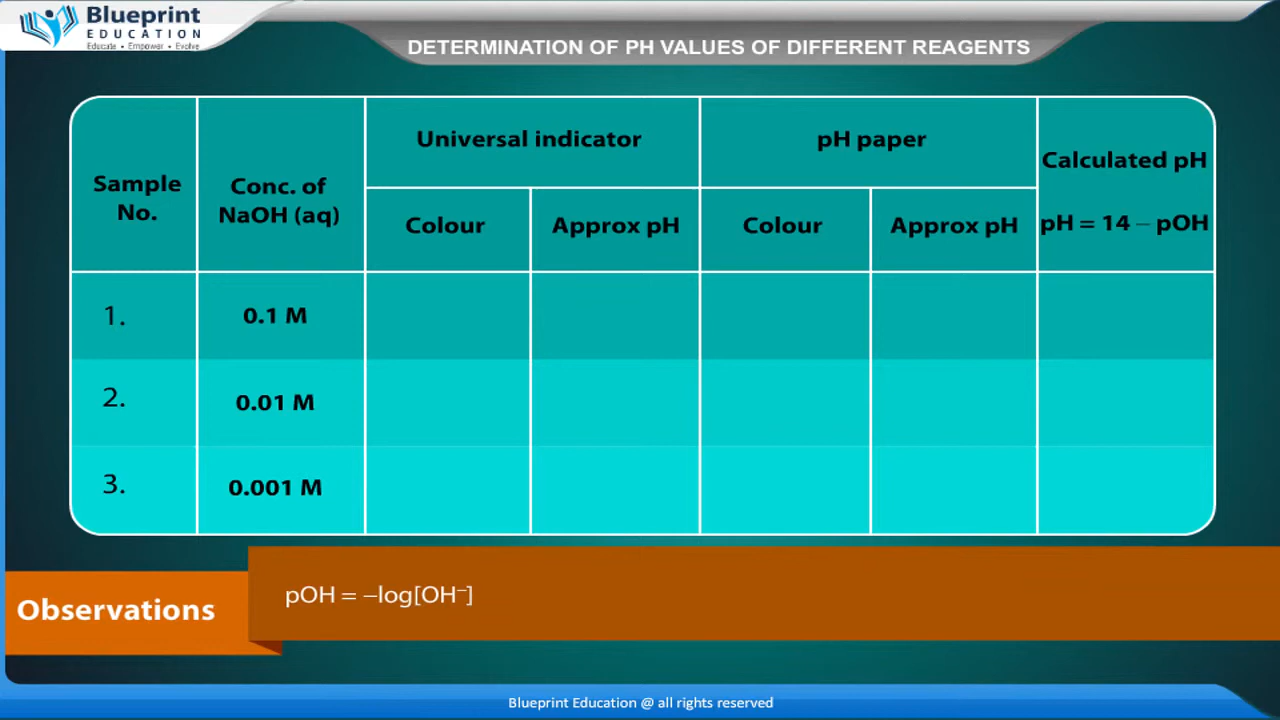 Blueprint
EDUCATION
Educate • Empower • Evolve
DETERMINATION OF PH VALUES OF DIFFERENT REAGENTS
Sample
No.
Conc. of
NaOH (aq)
Universal indicator
pH paper
Calculated pH
pH = 14 – pOH
Colour
Approx pH
Colour
Approx pH
1.
0.1 M
2.
0.01 M
3.
0.001 M
Observations
pOH = –log[OH⁻]
Blueprint Education @ all rights reserved